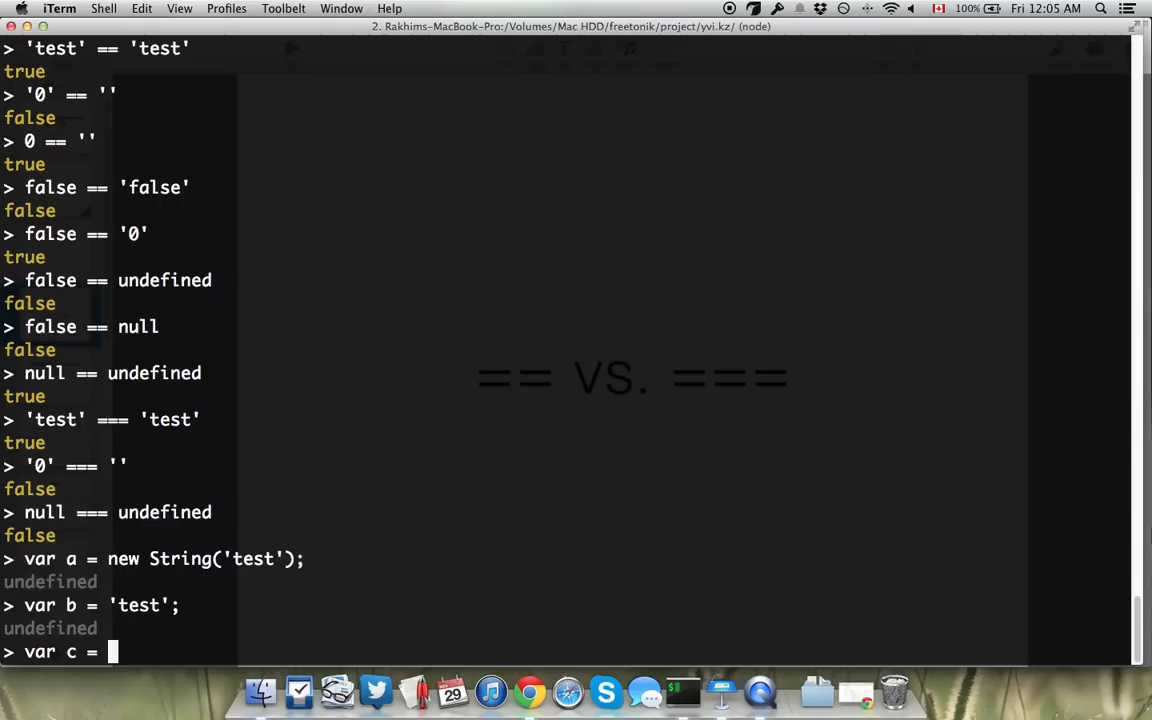 iTerm Shell Edit View Profiles Toolbelt Window Help 100% Fri 12:05 AM
2. Rakhims-MacBook-Pro:/Volumes/Mac HDD/freetonik/project/yvi.kz/ (node)
> 'test' == 'test'
true
> '0' == ''
false
> 0 == ''
true
> false == 'false'
false
> false == '0'
true
> false == undefined
false
> false == null
false
> null == undefined
true
== VS. ===
> 'test' === 'test'
true
> '0' === ''
false
> null === undefined
false
> var a = new String('test');
undefined
> var b = 'test';
undefined
> var c =
29